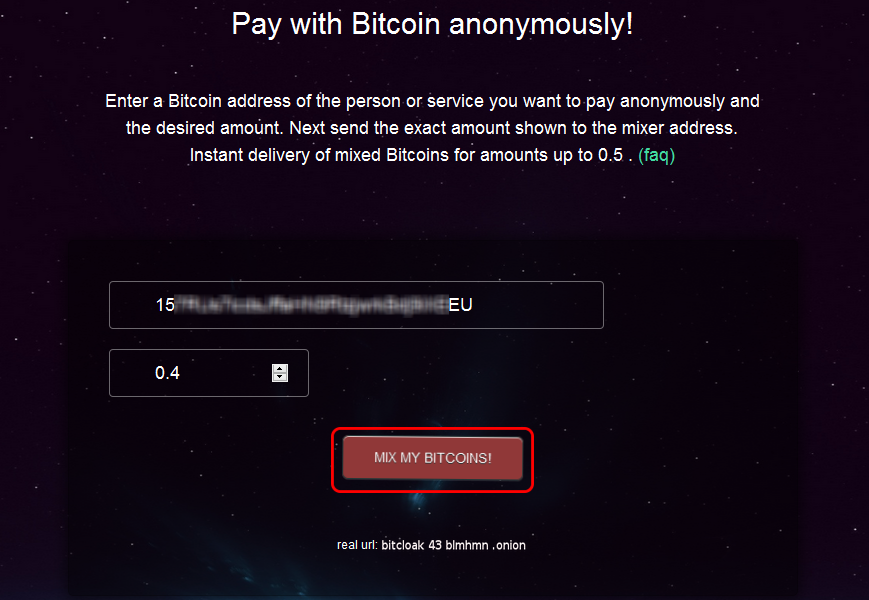 Pay with Bitcoin anonymously!
Enter a Bitcoin address of the person or service you want to pay anonymously and
the desired amount. Next send the exact amount shown to the mixer address.
Instant delivery of mixed Bitcoins for amounts up to 0.5 . (faq)
15 EU
0.4
MIX MY BITCOINS!
real url: bitcloak 43 blmhmn .onion